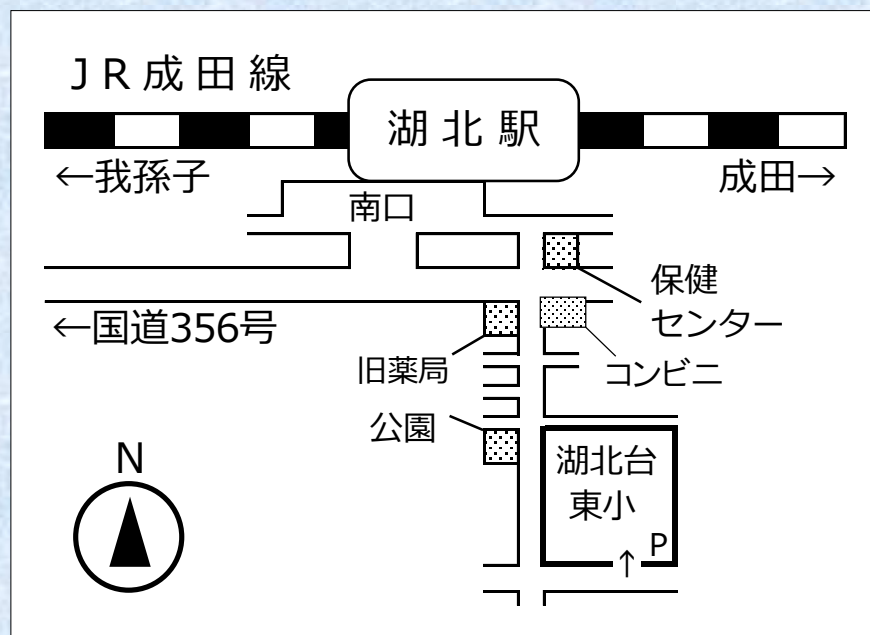 JR成田線
湖北駅
←我孫子
成田→
南口
保健
センター
←国道356号
旧薬局
コンビニ
公園
N
湖北台
東小
P
↑